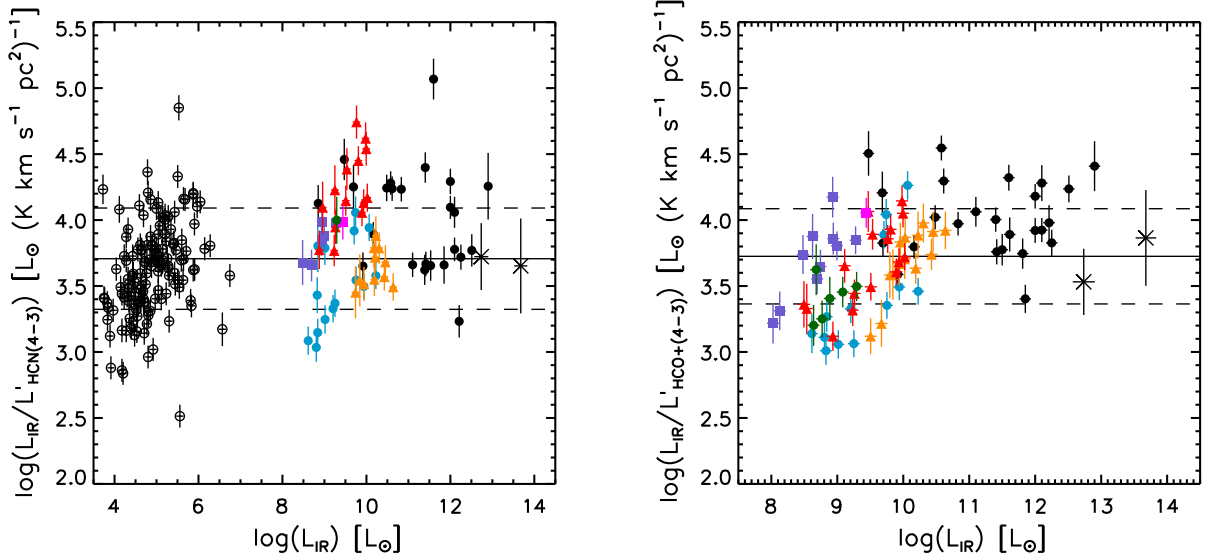 log(L_IR/L'_HCN(4-3)) [L⊙ (K km s⁻¹ pc²)⁻¹]
5.5
5.0
4.5
4.0
3.5
3.0
2.5
2.0
4 6 8 10 12 14
log(L_IR) [L⊙]
log(L_IR/L'_HCO+(4-3)) [L⊙ (K km s⁻¹ pc²)⁻¹]
5.5
5.0
4.5
4.0
3.5
3.0
2.5
2.0
8 9 10 11 12 13 14
log(L_IR) [L⊙]